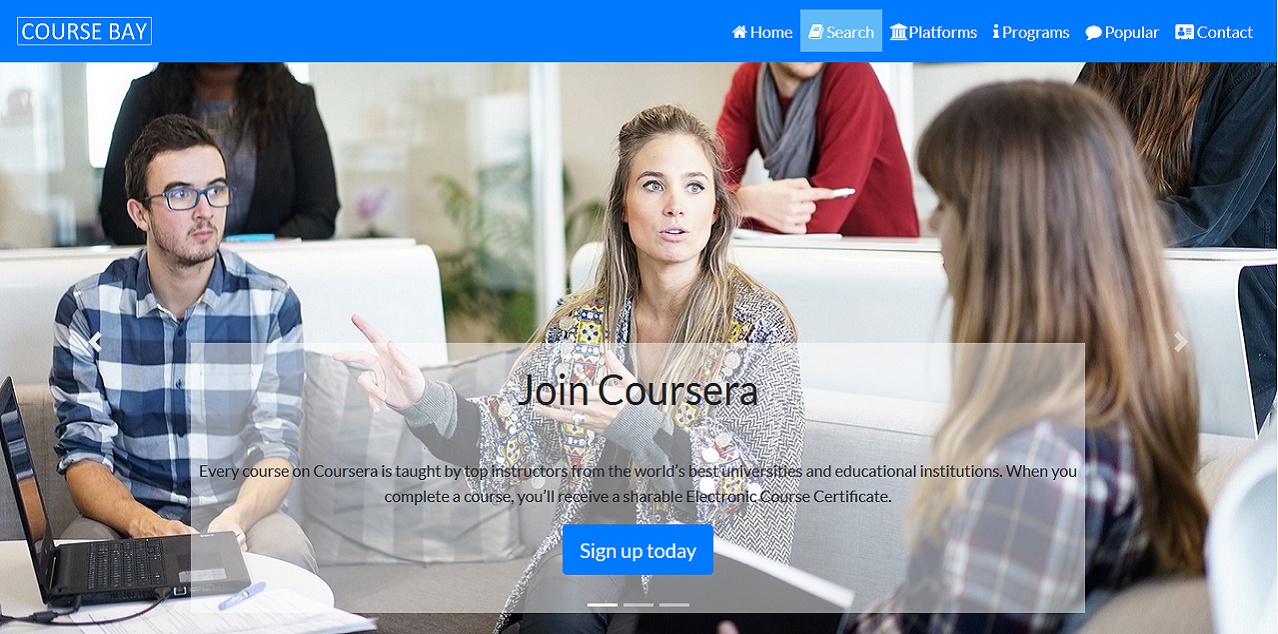 COURSE BAY
Home
Search
Platforms
Programs
Popular
Contact
Join Coursera
Every course on Coursera is taught by top instructors from the world's best universities and educational institutions. When you
complete a course, you'll receive a sharable Electronic Course Certificate.
Sign up today